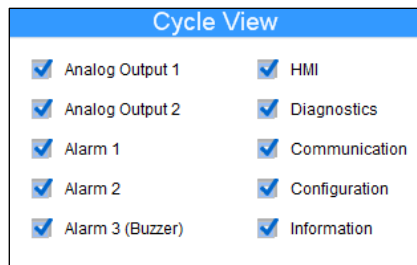 Cycle View
Analog Output 1
Analog Output 2
Alarm 1
Alarm 2
Alarm 3 (Buzzer)
HMI
Diagnostics
Communication
Configuration
Information